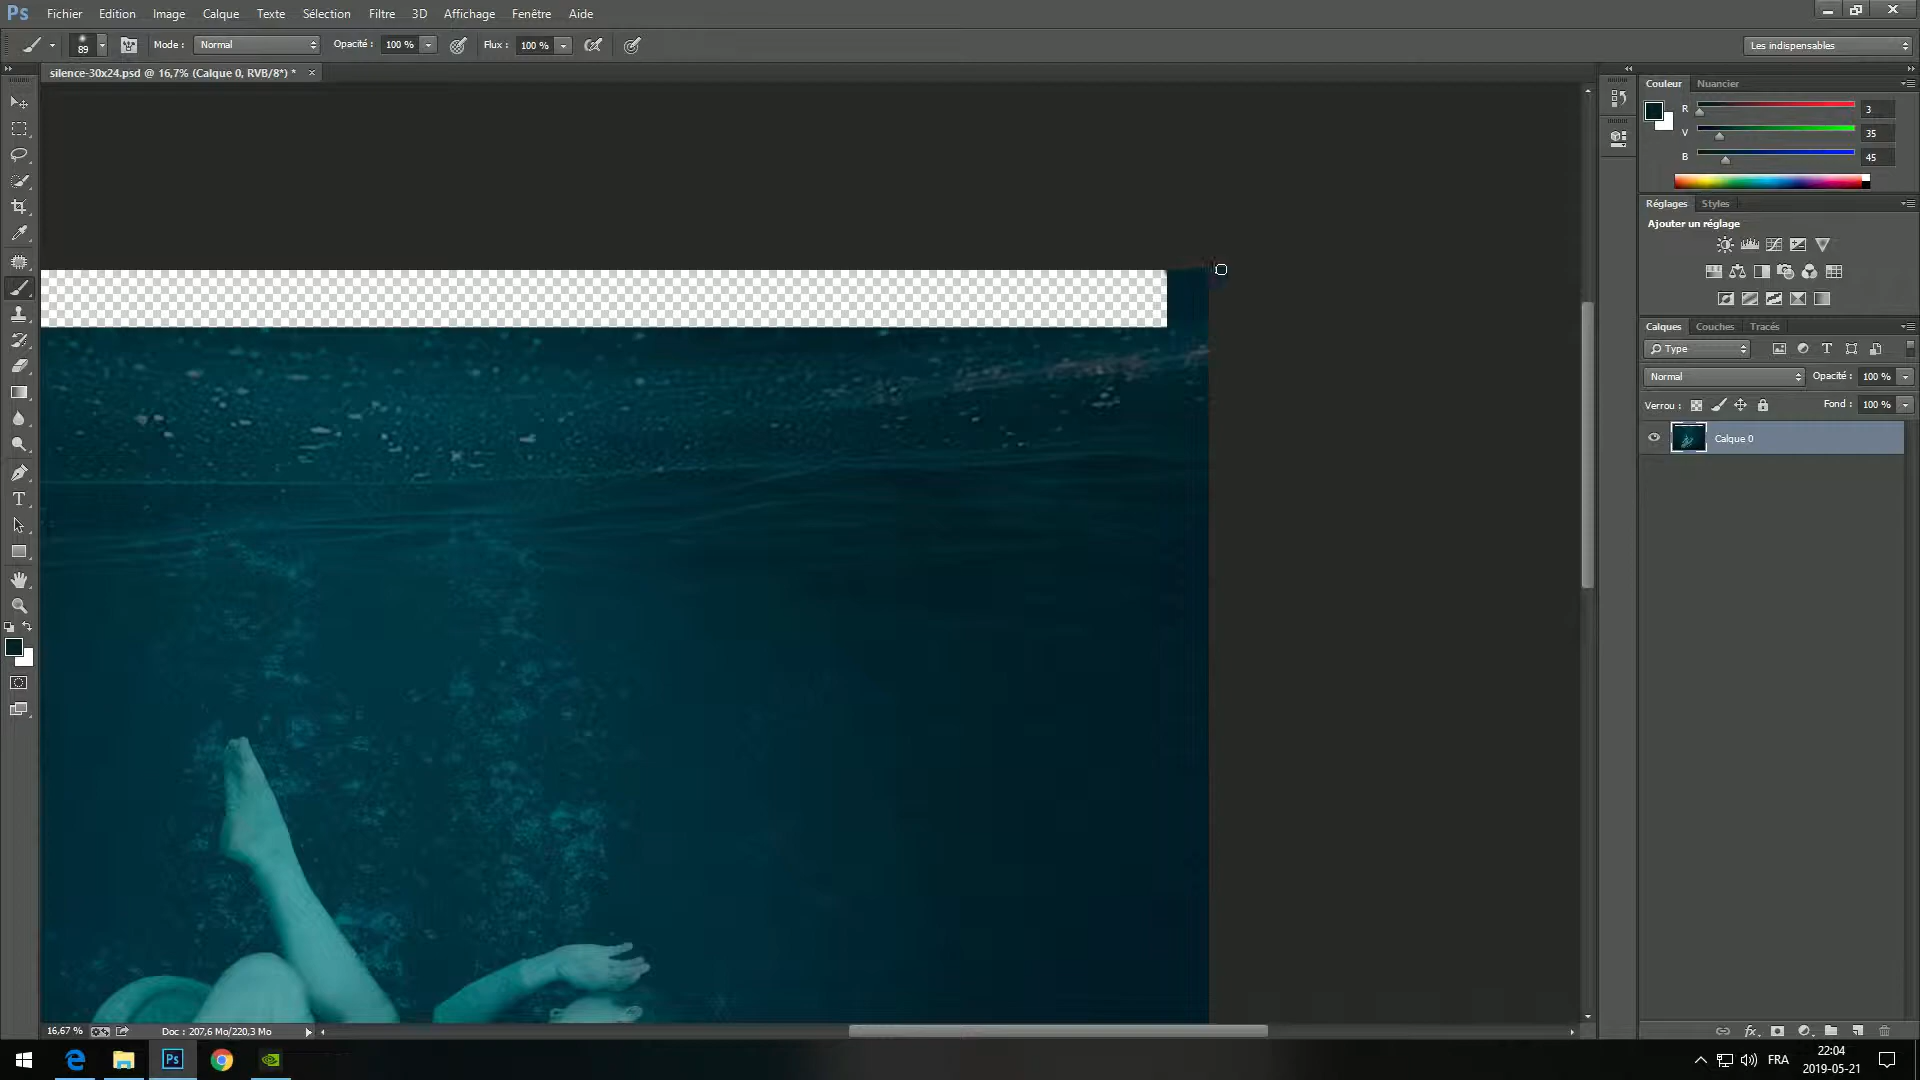 Ps Fichier Edition Image Calque Texte Sélection Filtre 3D Affichage Fenêtre Aide
89 Mode : Normal Opacité : 100 % Flux : 100 % Les indispensables
silence-30x24.psd @ 16,7% (Calque 0, RVB/8*) * ×
Couleur Nuancier
R 3
V 35
B 45
Réglages Styles
Ajouter un réglage
Calques Couches Tracés
Type
Normal Opacité : 100 %
Verrou : Fond : 100 %
Calque 0
T
16,67 % Doc : 207,6 Mo/220,3 Mo
fx
Ps FRA 22:04
2019-05-21